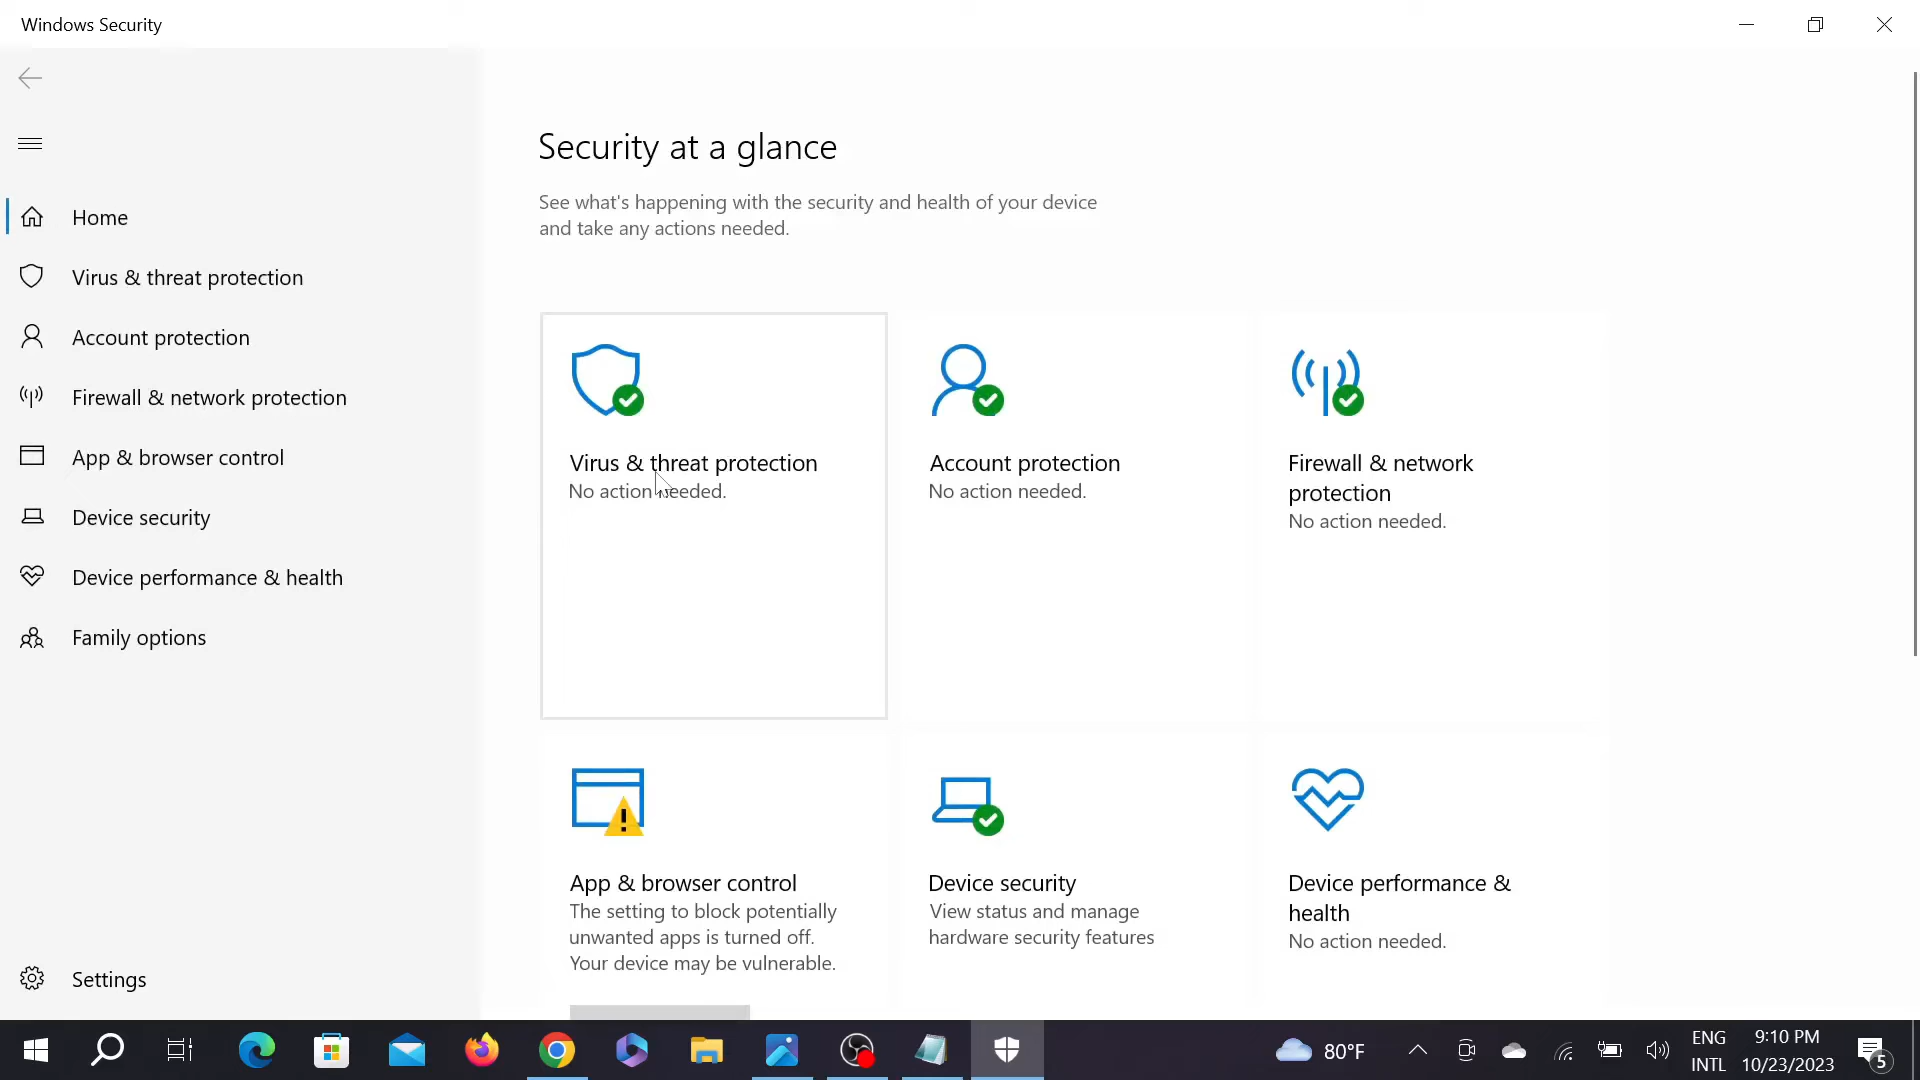 Windows Security
Home
Virus & threat protection
Account protection
Firewall & network protection
App & browser control
Device security
Device performance & health
Family options
Settings
Security at a glance
See what's happening with the security and health of your device
and take any actions needed.
Virus & threat protection
No action needed.
Account protection
No action needed.
Firewall & network
protection
No action needed.
App & browser control
The setting to block potentially
unwanted apps is turned off.
Your device may be vulnerable.
Device security
View status and manage
hardware security features
Device performance &
health
No action needed.
80°F
ENG
INTL
9:10 PM
10/23/2023
5